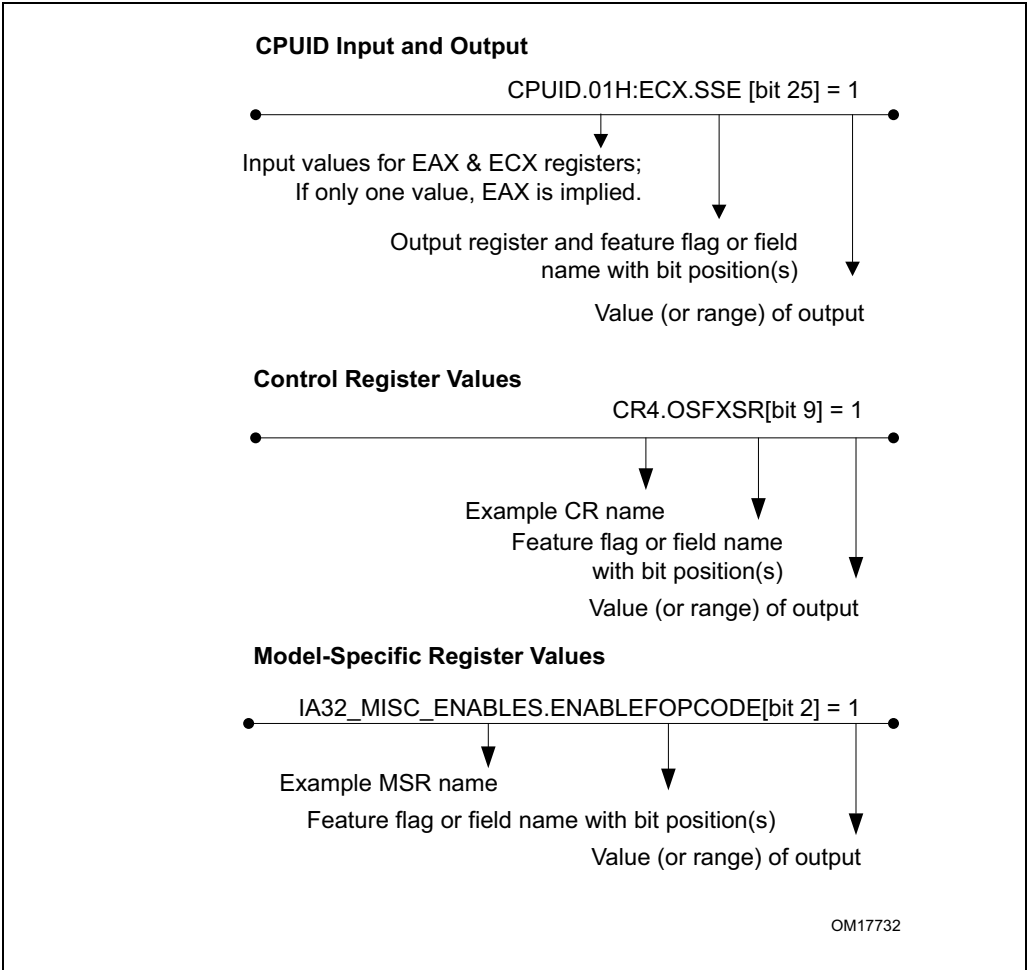 CPUID Input and Output
CPUID.01H:ECX.SSE [bit 25] = 1
Input values for EAX & ECX registers;
If only one value, EAX is implied.
Output register and feature flag or field
name with bit position(s)
Value (or range) of output
Control Register Values
CR4.OSFXSR[bit 9] = 1
Example CR name
Feature flag or field name
with bit position(s)
Value (or range) of output
Model-Specific Register Values
IA32_MISC_ENABLES.ENABLEFOPCODE[bit 2] = 1
Example MSR name
Feature flag or field name with bit position(s)
Value (or range) of output
OM17732